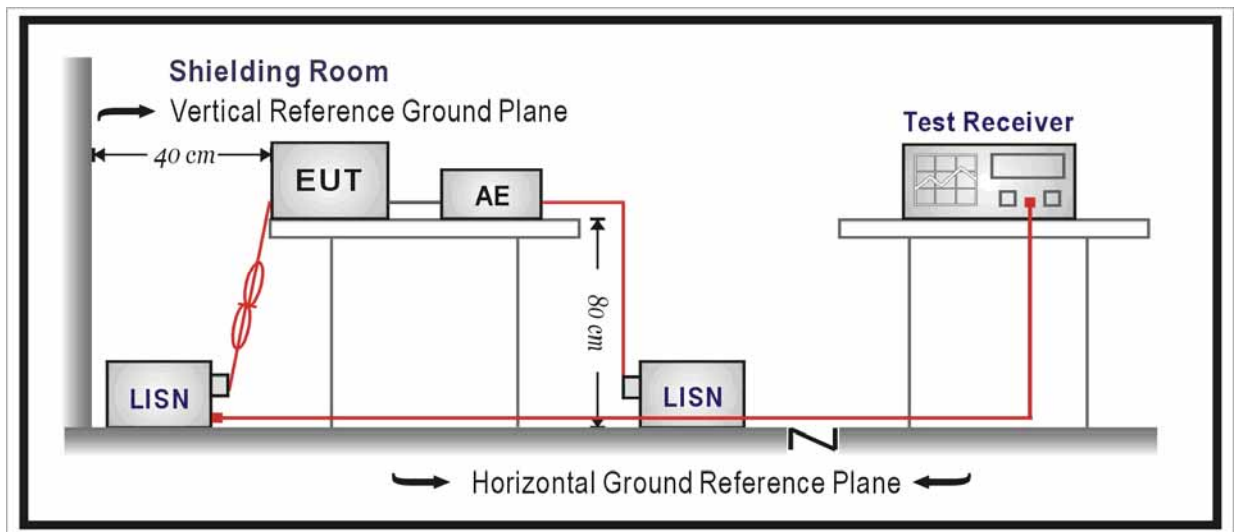 Shielding Room
Vertical Reference Ground Plane
40 cm
EUT
AE
Test Receiver
80 cm
LISN
LISN
Horizontal Ground Reference Plane